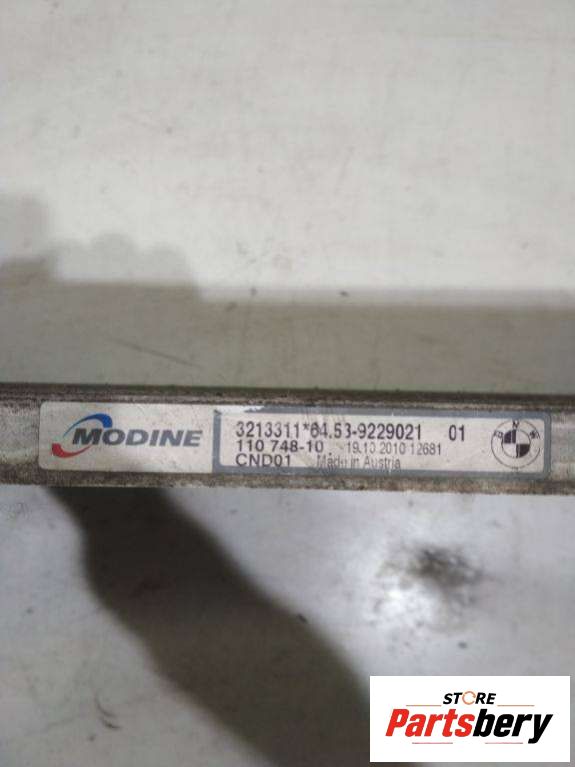 MODINE
3213311*64.53-9229021 01
110 748-10 19.10.2010 12681
CND01 Made in Austria
BMW
STORE
Partsbery